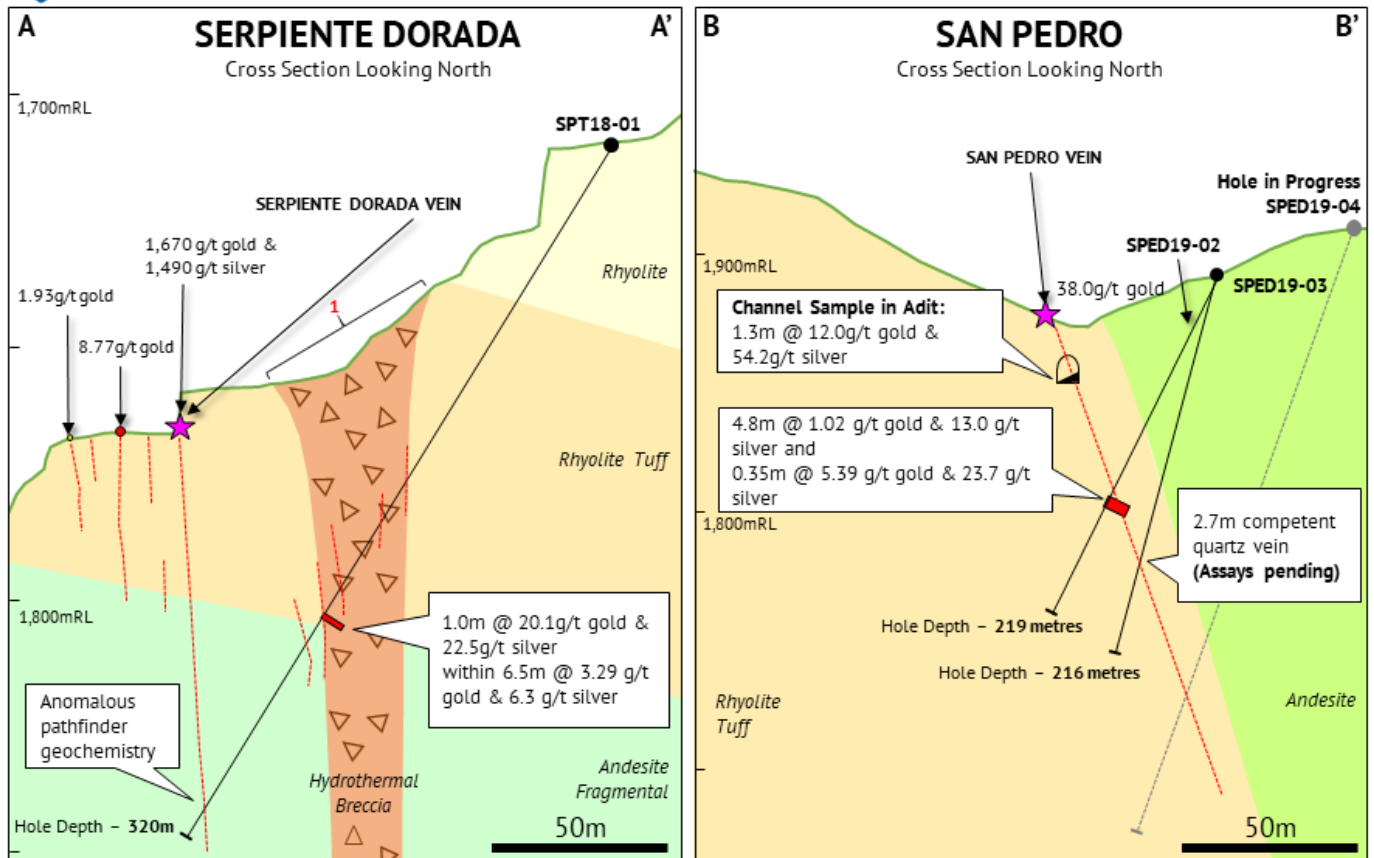 A
SERPIENTE DORADA
A'
Cross Section Looking North
1,700mRL
SPT18-01
SERPIENTE DORADA VEIN
1,670 g/t gold &
1,490 g/t silver
1.93g/t gold
8.77g/t gold
1
Rhyolite
Rhyolite Tuff
1,800mRL
1.0m @ 20.1g/t gold &
22.5g/t silver
within 6.5m @ 3.29 g/t
gold & 6.3 g/t silver
Anomalous
pathfinder
geochemistry
Hydrothermal
Breccia
Andesite
Fragmental
Hole Depth – 320m
50m
B
SAN PEDRO
B'
Cross Section Looking North
SAN PEDRO VEIN
Hole in Progress
SPED19-04
SPED19-02
1,900mRL
38.0g/t gold
SPED19-03
Channel Sample in Adit:
1.3m @ 12.0g/t gold &
54.2g/t silver
4.8m @ 1.02 g/t gold & 13.0 g/t
silver and
0.35m @ 5.39 g/t gold & 23.7 g/t
silver
1,800mRL
2.7m competent
quartz vein
(Assays pending)
Hole Depth – 219 metres
Hole Depth – 216 metres
Rhyolite
Tuff
Andesite
50m